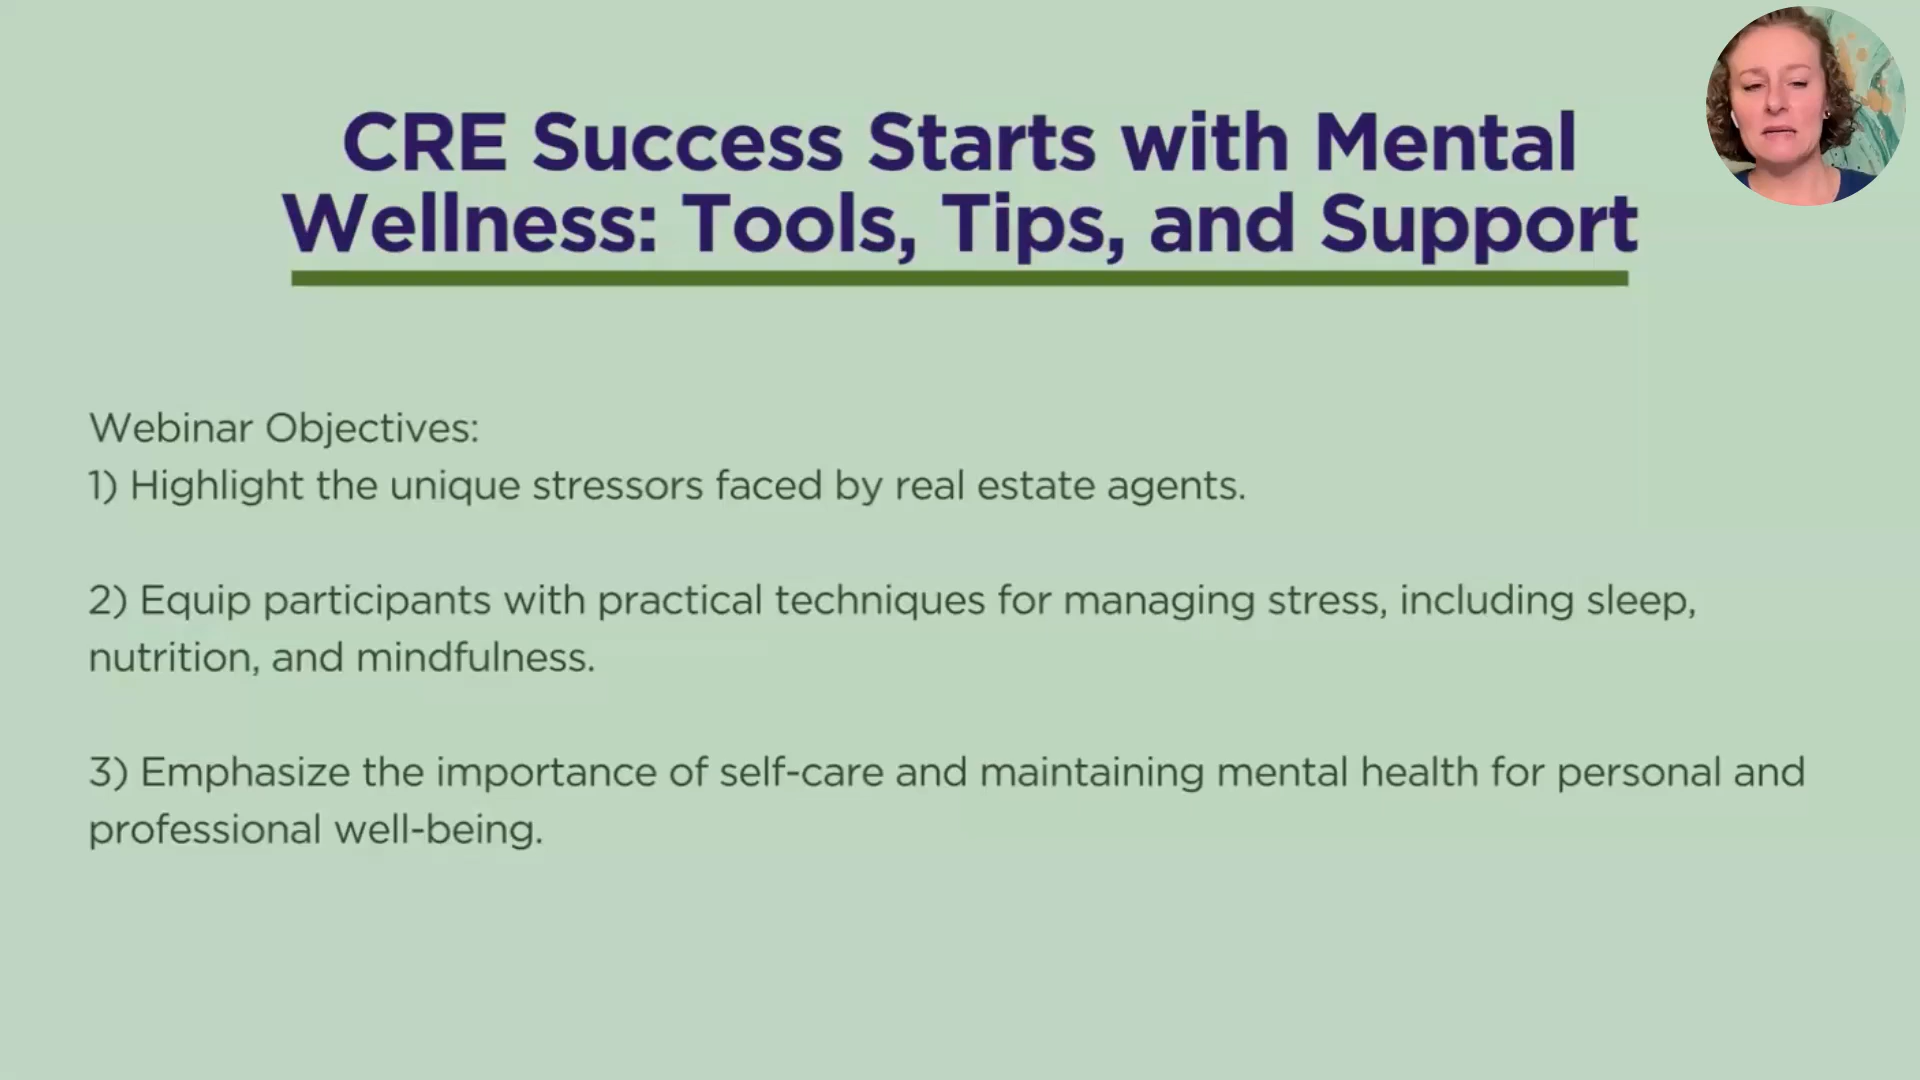 CRE Success Starts with Mental
Wellness: Tools, Tips, and Support
Webinar Objectives:
1) Highlight the unique stressors faced by real estate agents.
2) Equip participants with practical techniques for managing stress, including sleep,
nutrition, and mindfulness.
3) Emphasize the importance of self-care and maintaining mental health for personal and
professional well-being.